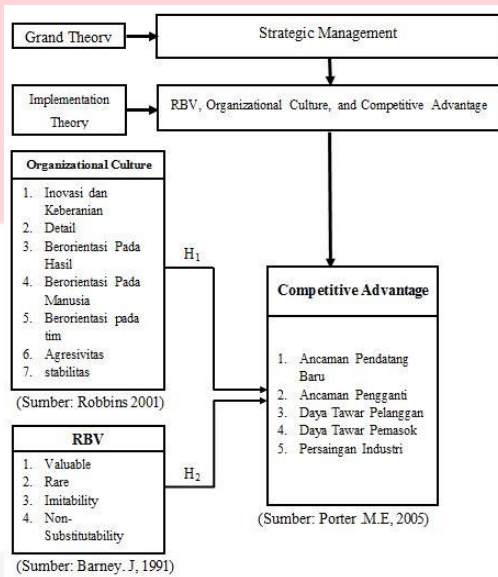 Grand Theory
Strategic Management
Implementation
Theory
RBV, Organizational Culture, and Competitive Advantage
Organizational Culture
1. Inovasi dan
Keberanian
2. Detail
3. Berorientasi Pada
Hasil
4. Berorientasi Pada
Manusia
5. Berorientasi pada
tim
6. Agresivitas
7. stabilitas
(Sumber: Robbins 2001)
H1
RBV
1. Valuable
2. Rare
3. Imitability
4. Non-
Substitutability
(Sumber: Barney. J, 1991)
H2
Competitive Advantage
1. Ancaman Pendatang
Baru
2. Ancaman Pengganti
3. Daya Tawar Pelanggan
4. Daya Tawar Pemasok
5. Persaingan Industri
(Sumber: Porter .M.E, 2005)